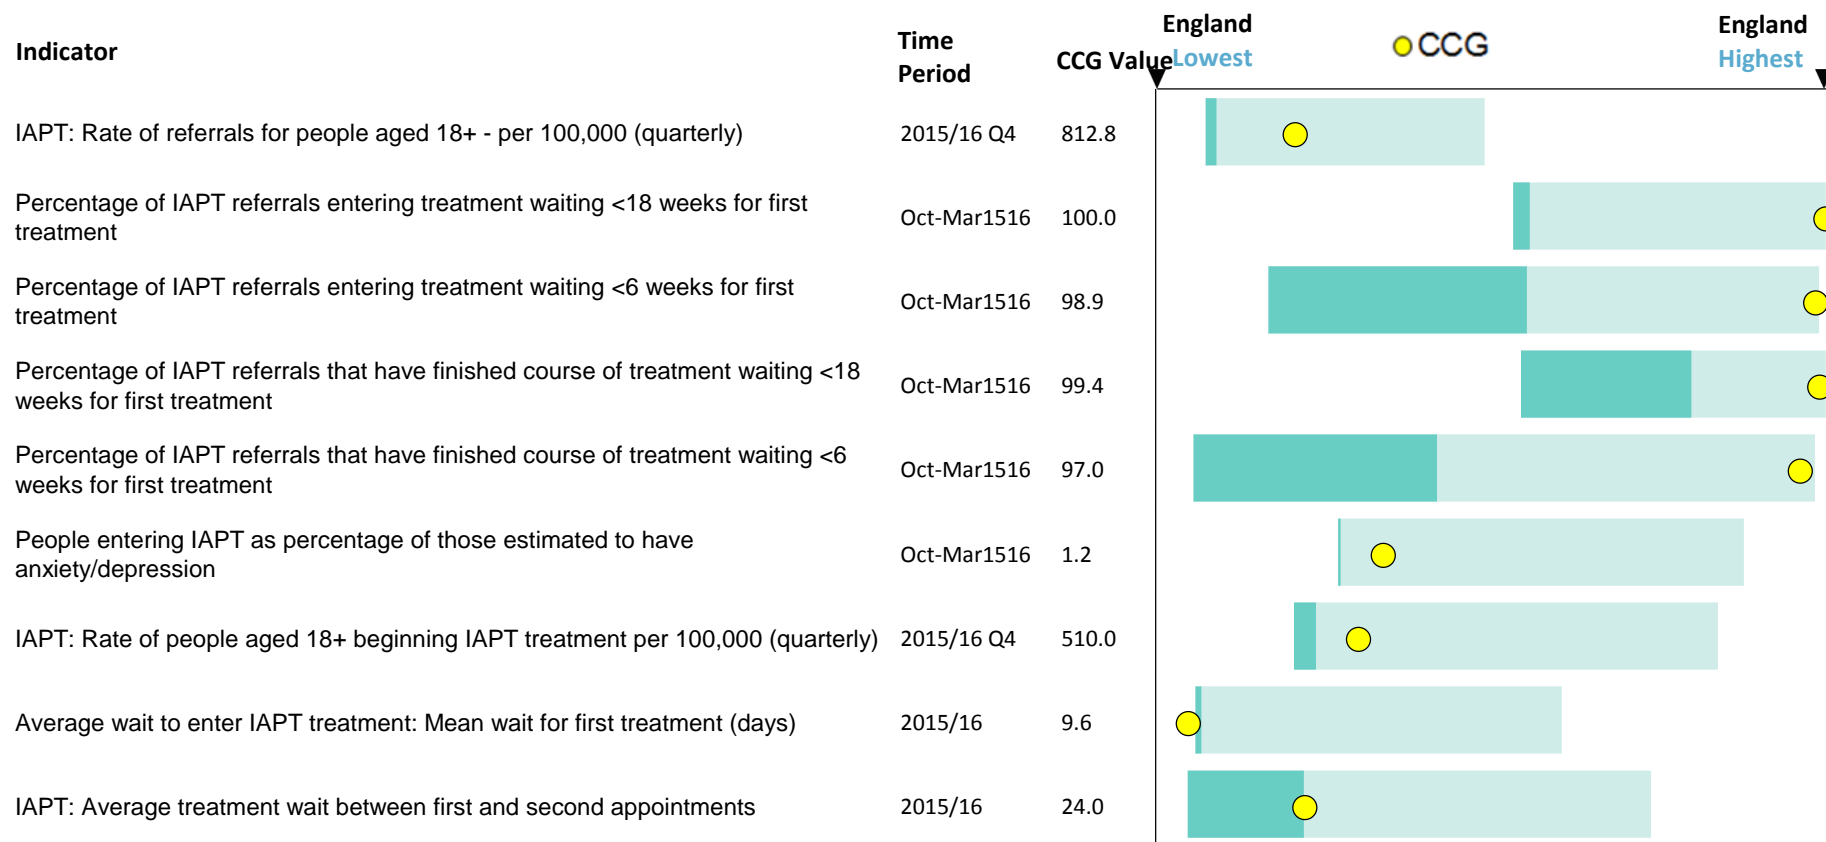 Indicator
Time
Period
CCG Value
England
Lowest
CCG
England
Highest
IAPT: Rate of referrals for people aged 18+ - per 100,000 (quarterly) 2015/16 Q4 812.8
Percentage of IAPT referrals entering treatment waiting <18 weeks for first
treatment
Oct-Mar1516 100.0
Percentage of IAPT referrals entering treatment waiting <6 weeks for first
treatment
Oct-Mar1516 98.9
Percentage of IAPT referrals that have finished course of treatment waiting <18
weeks for first treatment
Oct-Mar1516 99.4
Percentage of IAPT referrals that have finished course of treatment waiting <6
weeks for first treatment
Oct-Mar1516 97.0
People entering IAPT as percentage of those estimated to have
anxiety/depression
Oct-Mar1516 1.2
IAPT: Rate of people aged 18+ beginning IAPT treatment per 100,000 (quarterly) 2015/16 Q4 510.0
Average wait to enter IAPT treatment: Mean wait for first treatment (days) 2015/16 9.6
IAPT: Average treatment wait between first and second appointments 2015/16 24.0